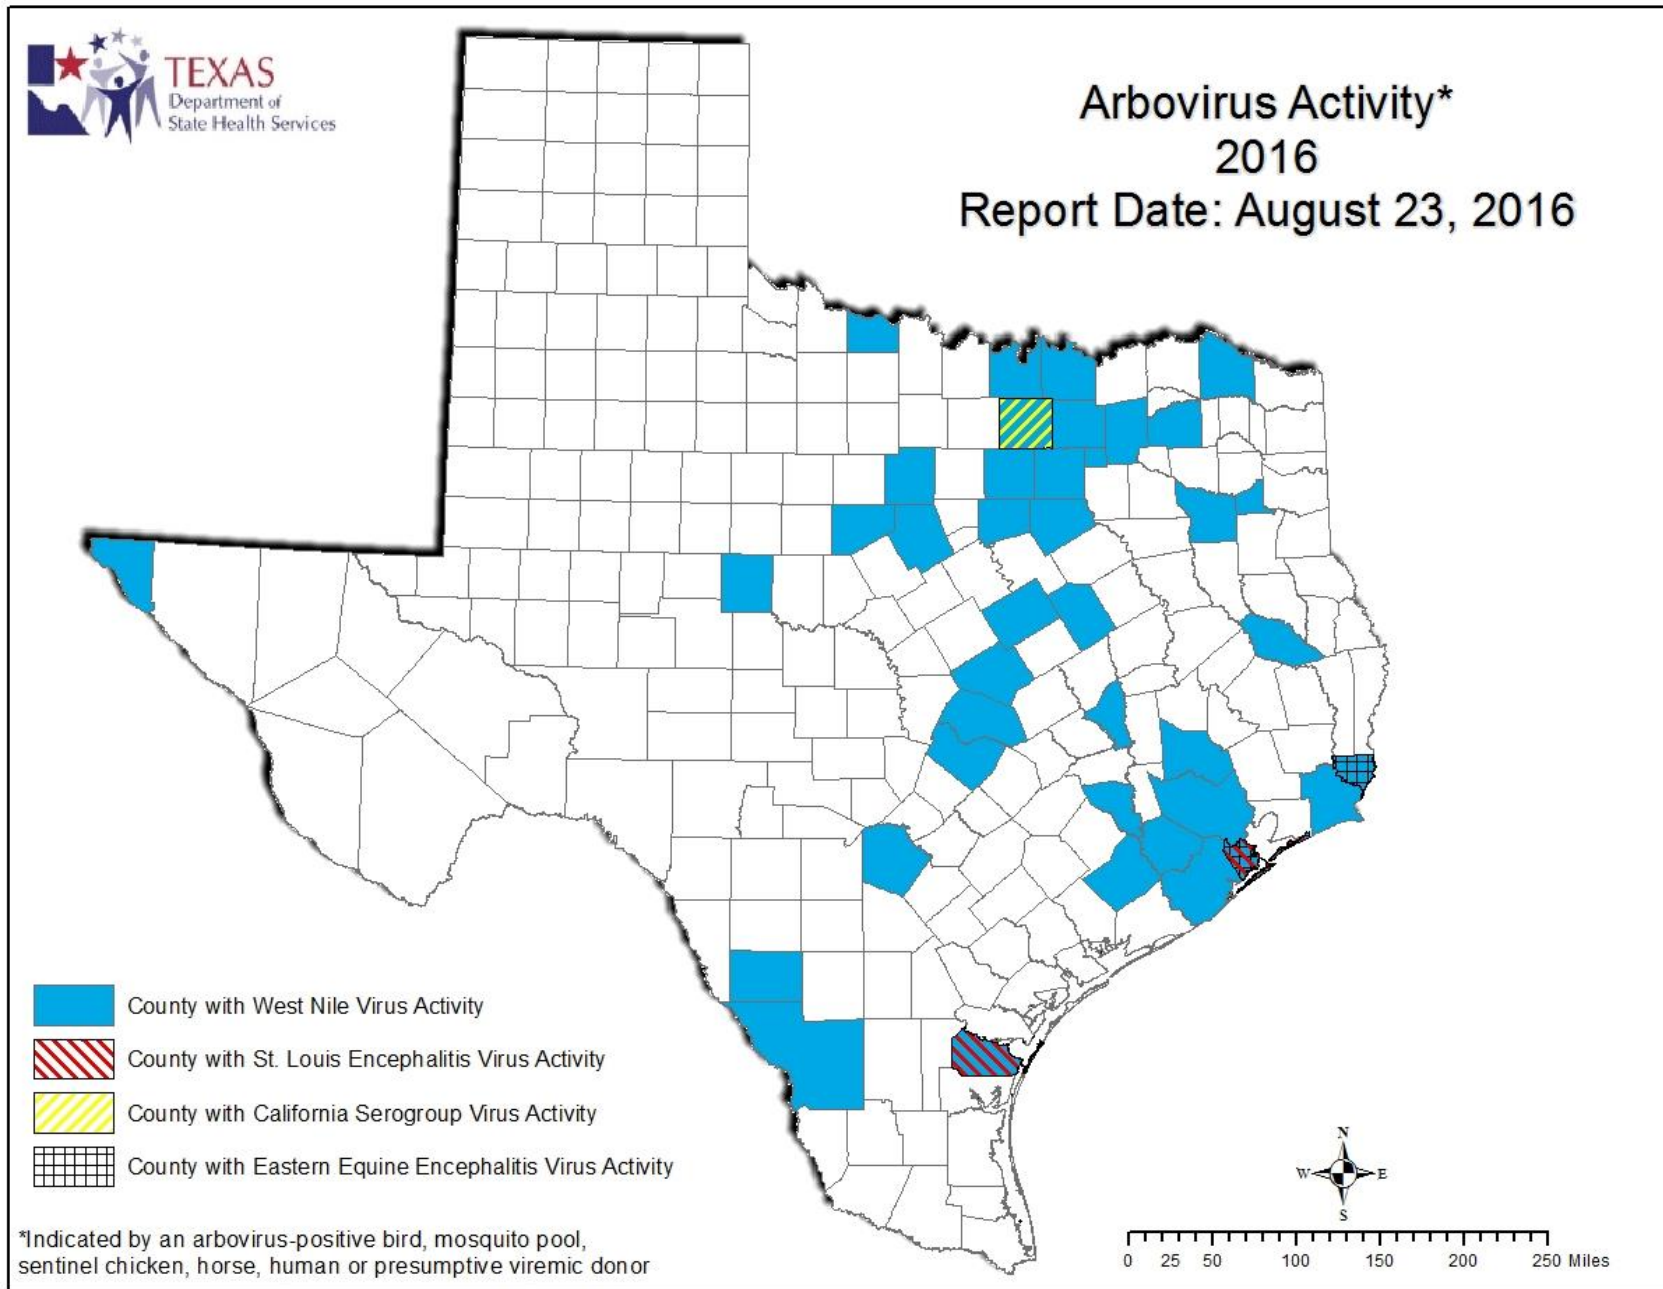 TEXAS
Department of
State Health Services
Arbovirus Activity*
2016
Report Date: August 23, 2016
County with West Nile Virus Activity
County with St. Louis Encephalitis Virus Activity
County with California Serogroup Virus Activity
County with Eastern Equine Encephalitis Virus Activity
*Indicated by an arbovirus-positive bird, mosquito pool,
sentinel chicken, horse, human or presumptive viremic donor
N
W E
S
0 25 50 100 150 200 250 Miles